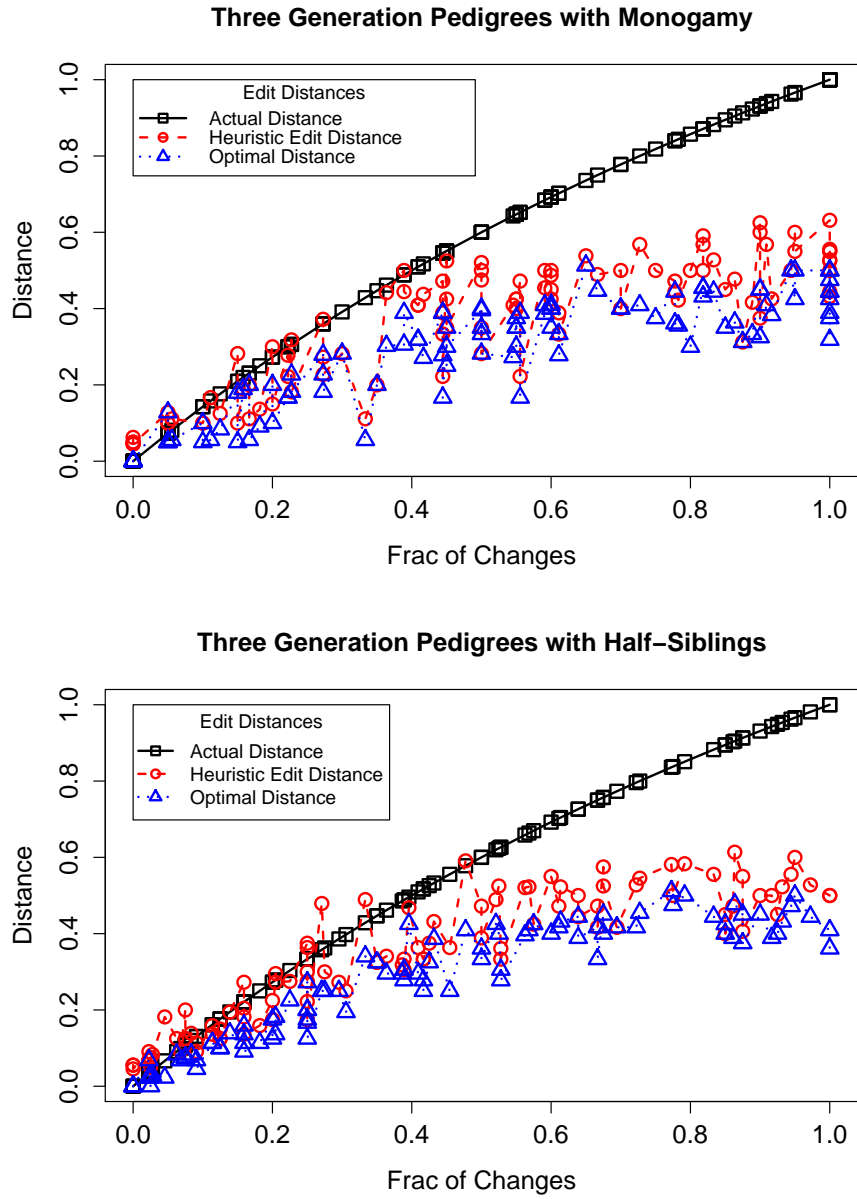 Three Generation Pedigrees with Monogamy
Edit Distances
Actual Distance
Heuristic Edit Distance
Optimal Distance
Distance
0.0
0.2
0.4
0.6
0.8
1.0
0.0 0.2 0.4 0.6 0.8 1.0
Frac of Changes
Three Generation Pedigrees with Half−Siblings
Edit Distances
Actual Distance
Heuristic Edit Distance
Optimal Distance
Distance
0.0
0.2
0.4
0.6
0.8
1.0
0.0 0.2 0.4 0.6 0.8 1.0
Frac of Changes